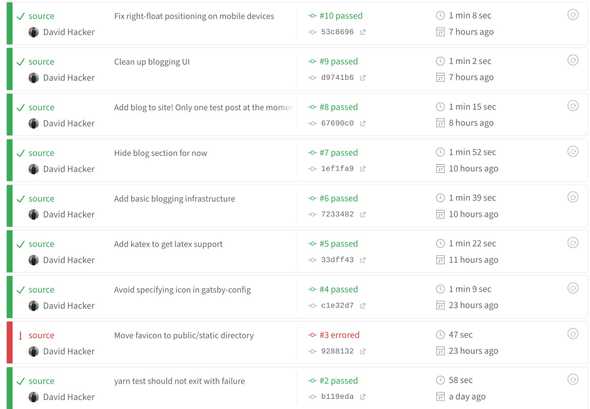 source Fix right-float positioning on mobile devices #10 passed 1 min 8 sec
David Hacker 53c8696 7 hours ago
source Clean up blogging UI #9 passed 1 min 2 sec
David Hacker d9741b6 7 hours ago
source Add blog to site! Only one test post at the mome #8 passed 1 min 15 sec
David Hacker 67690c0 8 hours ago
source Hide blog section for now #7 passed 1 min 52 sec
David Hacker 1ef1fa9 10 hours ago
source Add basic blogging infrastructure #6 passed 1 min 39 sec
David Hacker 7233482 10 hours ago
source Add katex to get latex support #5 passed 1 min 22 sec
David Hacker 33dff43 11 hours ago
source Avoid specifying icon in gatsby-config #4 passed 1 min 9 sec
David Hacker c1e32d7 23 hours ago
! source Move favicon to public/static directory #3 errored 47 sec
David Hacker 9288132 23 hours ago
source yarn test should not exit with failure #2 passed 58 sec
David Hacker b119eda a day ago